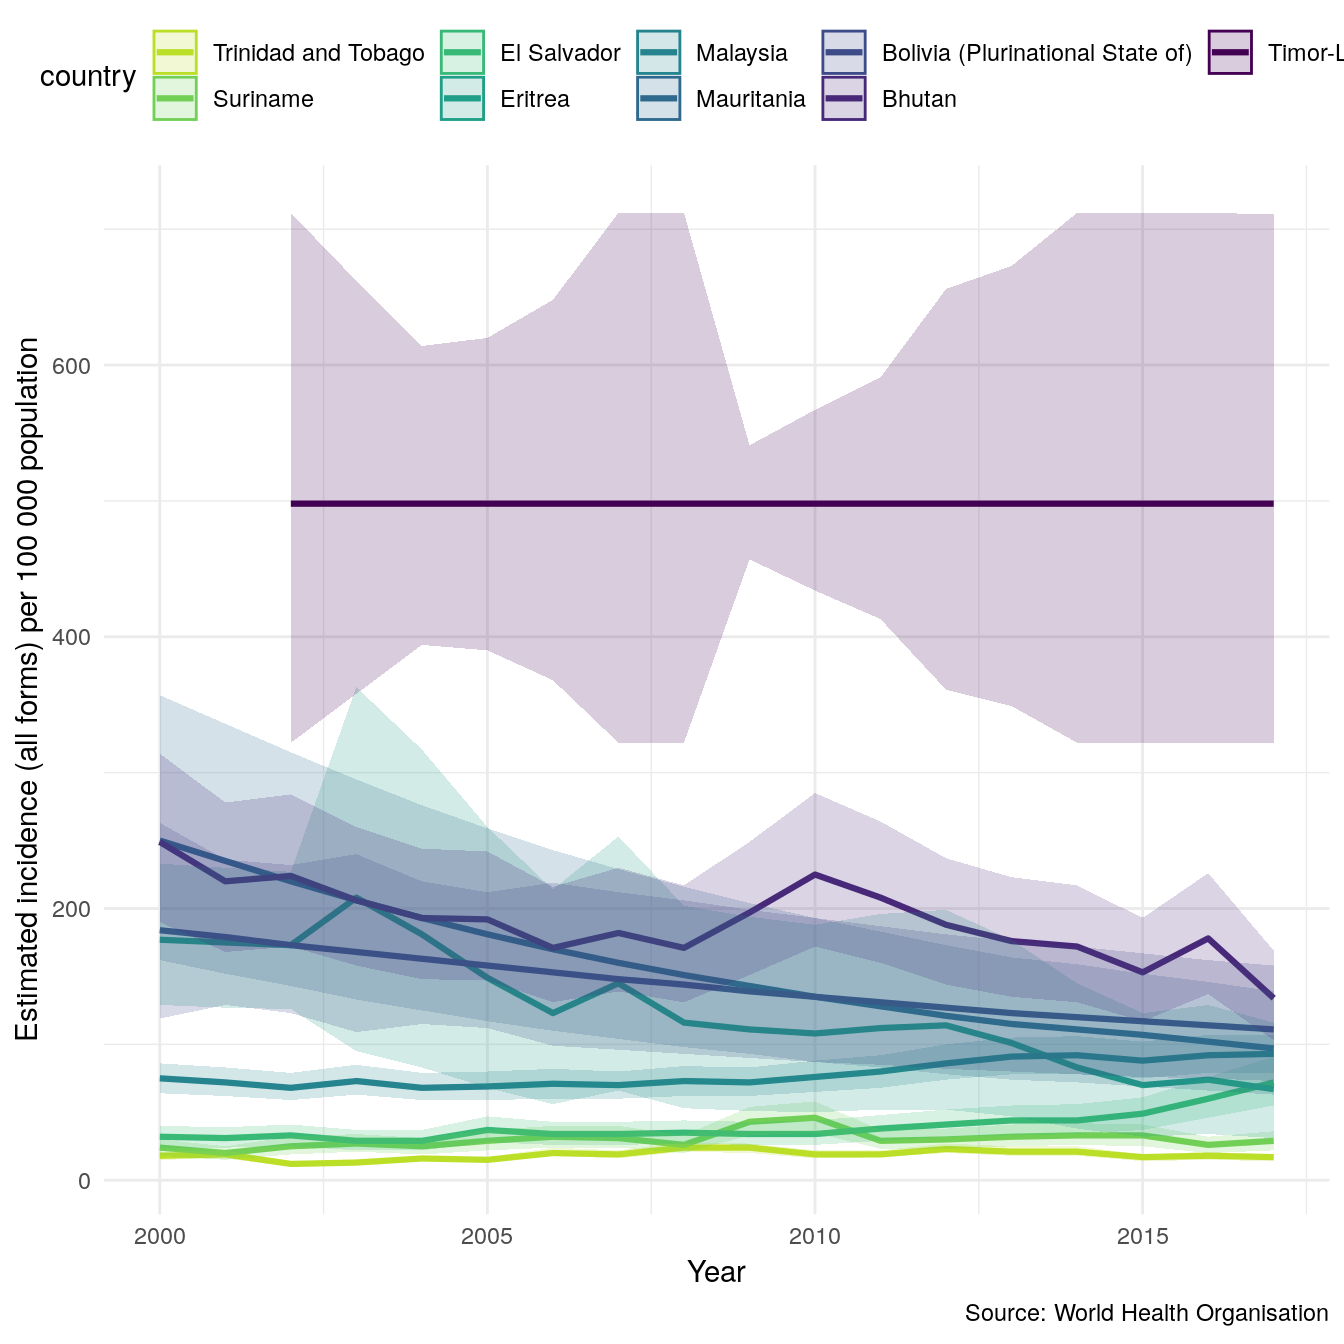 country
Trinidad and Tobago
El Salvador
Malaysia
Bolivia (Plurinational State of)
Timor-L
Suriname
Eritrea
Mauritania
Bhutan
Estimated incidence (all forms) per 100 000 population
600
400
200
0
2000
2005
2010
2015
Year
Source: World Health Organisation